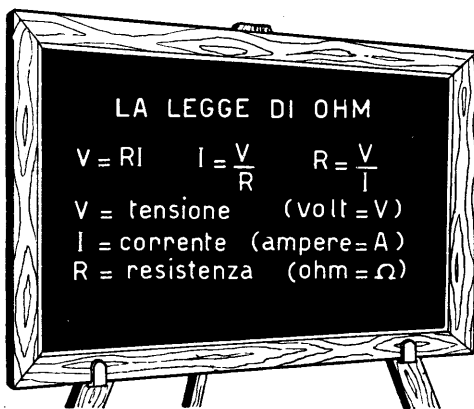 LA LEGGE DI OHM
V = RI I = V/R R = V/I
V = tensione (volt = V)
I = corrente (ampere = A)
R = resistenza (ohm = Ω)